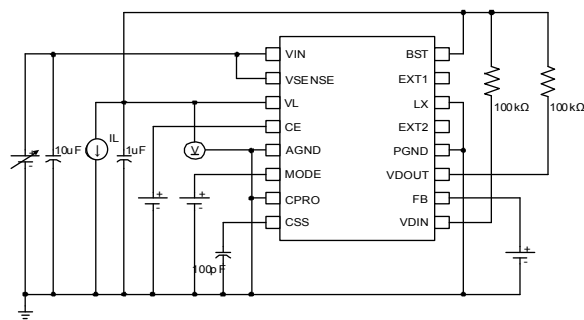 VIN BST
VSENSE EXT1
VL LX
100kΩ 100kΩ
CE EXT2
10uF IL 1uF V
AGND PGND
MODE VDOUT
CPRO FB
CSS VDIN
100pF